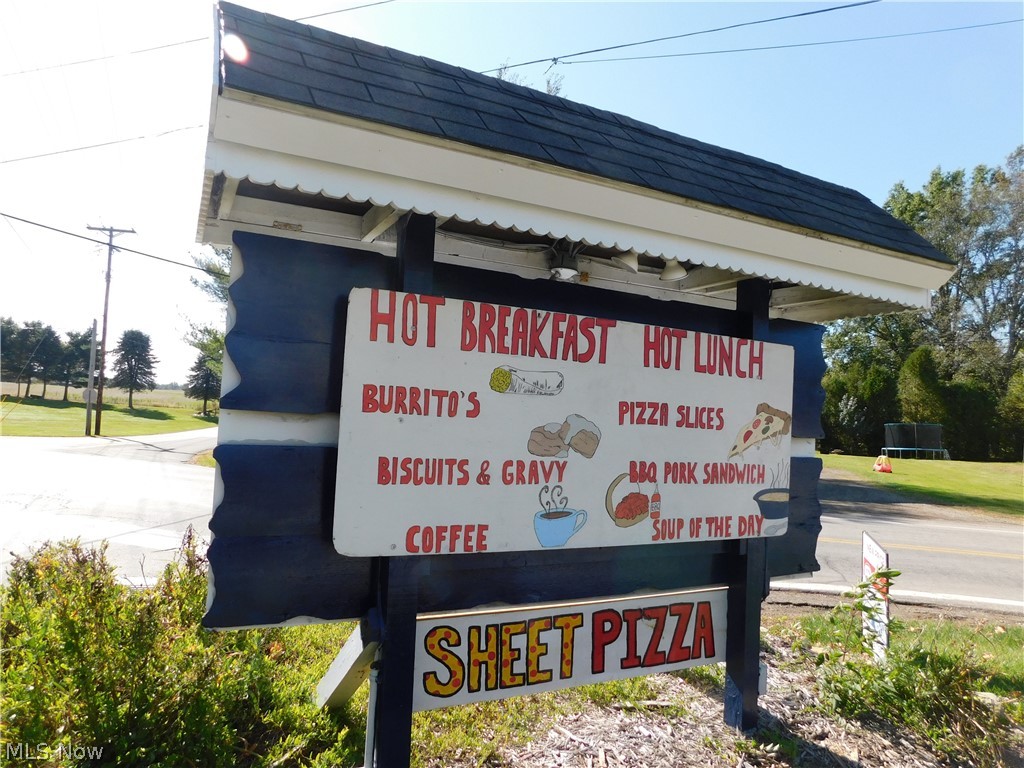 HOT BREAKFAST HOT LUNCH
BURRITO'S PIZZA SLICES
BISCUITS & GRAVY BBQ PORK SANDWICH
COFFEE SOUP OF THE DAY
SHEET PIZZA
MLS Now